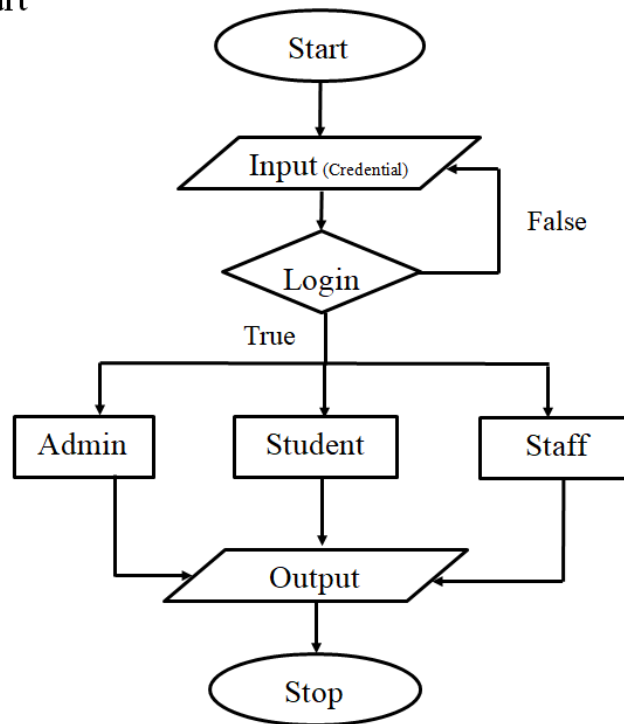 Start
Input (Credential)
False
Login
True
Admin
Student
Staff
Output
Stop